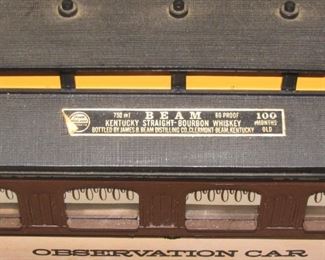 750 ml BEAM 80 PROOF 100
KENTUCKY STRAIGHT-BOURBON WHISKEY MONTHS
BOTTLED BY JAMES B. BEAM DISTILLING CO., CLERMONT-BEAM, KENTUCKY OLD
OBSERVATION CAR